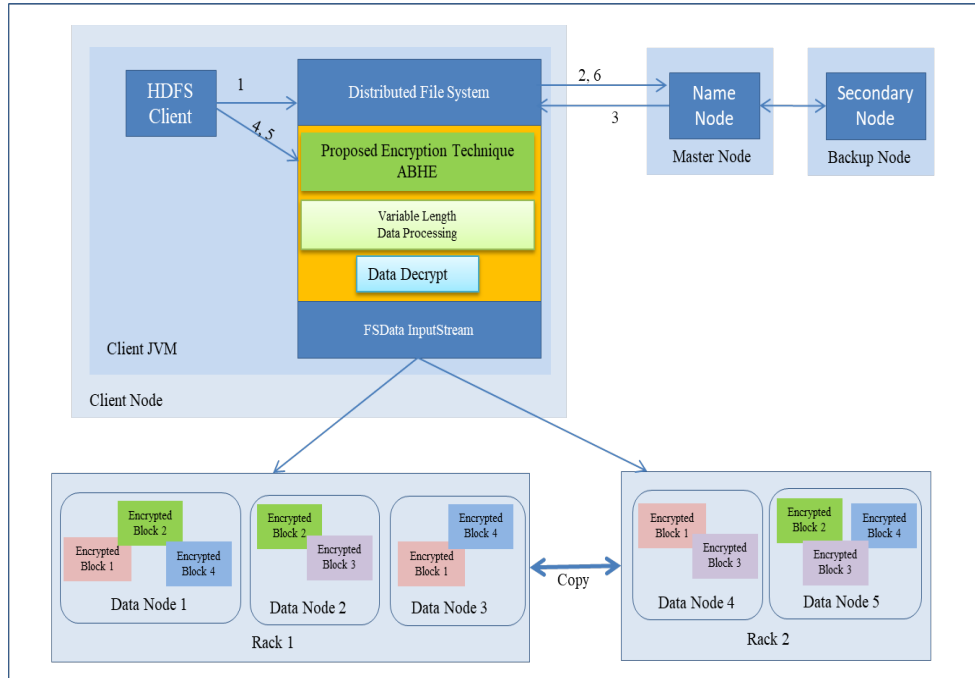 HDFS
Client
1
4, 5
Distributed File System
2, 6
3
Name
Node
Master Node
Secondary
Node
Backup Node
Proposed Encryption Technique
ABHE
Variable Length
Data Processing
Data Decrypt
FSData InputStream
Client JVM
Client Node
Encrypted
Block 2
Encrypted
Block 1
Encrypted
Block 4
Data Node 1
Encrypted
Block 2
Encrypted
Block 3
Data Node 2
Encrypted
Block 4
Encrypted
Block 1
Data Node 3
Rack 1
Copy
Encrypted
Block 1
Encrypted
Block 3
Data Node 4
Encrypted
Block 2
Encrypted
Block 4
Encrypted
Block 3
Data Node 5
Rack 2